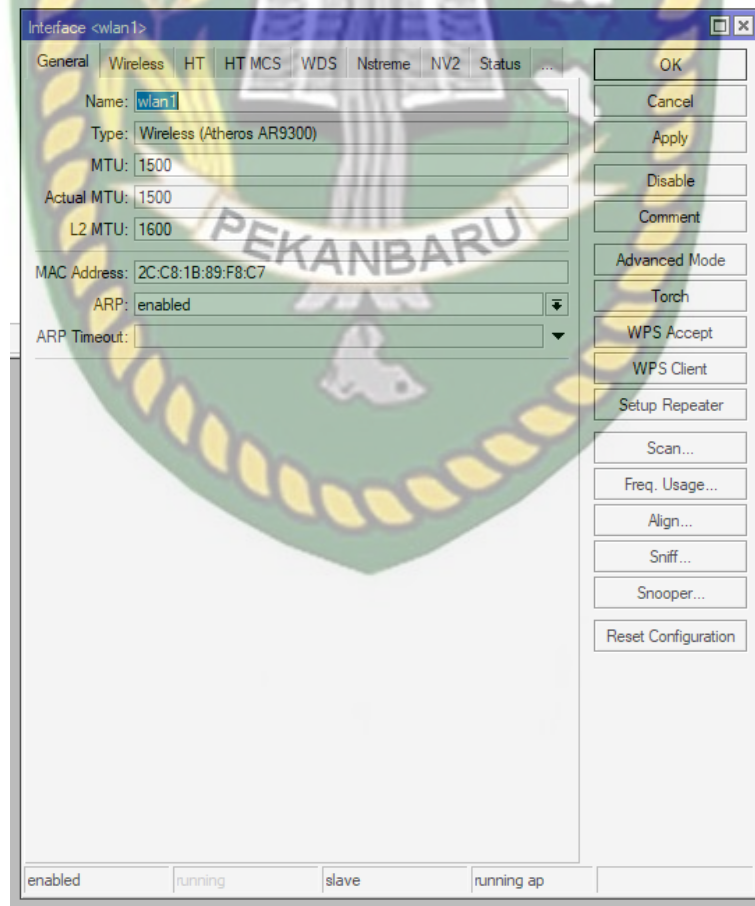 Interface <wlan1>
General Wireless HT HT MCS WDS Nstreme NV2 Status ...
Name: wlan1
Type: Wireless (Atheros AR9300)
MTU: 1500
Actual MTU: 1500
L2 MTU: 1600
MAC Address: 2C:C8:1B:89:F8:C7
ARP: enabled
ARP Timeout:
OK
Cancel
Apply
Disable
Comment
Advanced Mode
Torch
WPS Accept
WPS Client
Setup Repeater
Scan...
Freq. Usage...
Align...
Sniff...
Snooper...
Reset Configuration
PEKANBARU
enabled running slave running ap